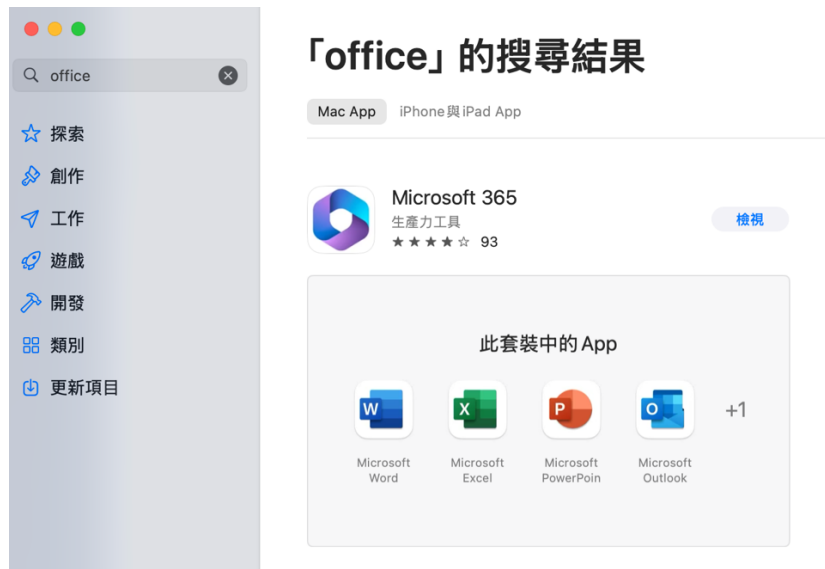 office
探索
創作
工作
遊戲
開發
類別
更新項目
「office」的搜尋結果
Mac App
iPhone與iPad App
Microsoft 365
生產力工具
93
檢視
此套裝中的App
W
X
P
O
+1
Microsoft
Word
Microsoft
Excel
Microsoft
PowerPoin
Microsoft
Outlook